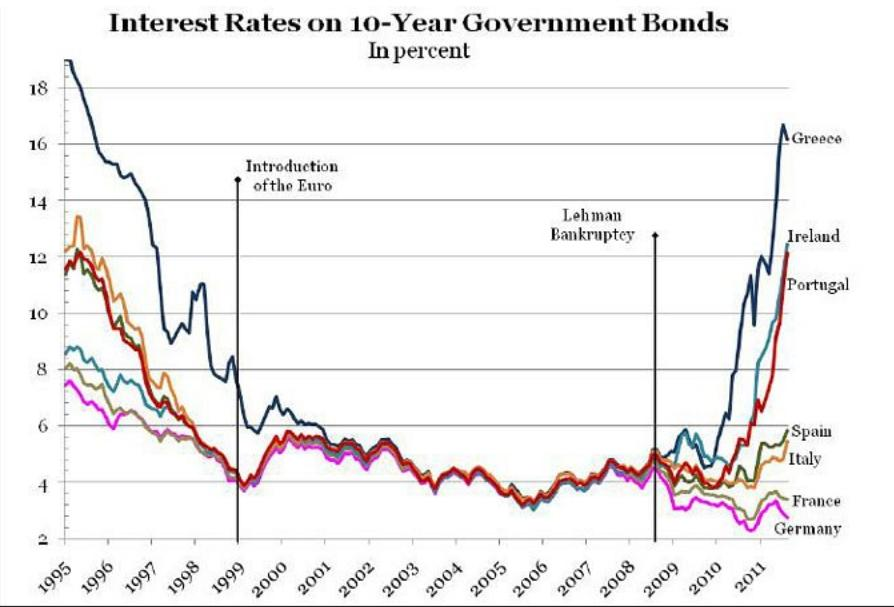 Interest Rates on 10-Year Government Bonds
In percent
18
16
14
12
10
8
6
4
2
Introduction
of the Euro
Lehman
Bankruptcy
Greece
Ireland
Portugal
Spain
Italy
France
Germany
1995 1996 1997 1998 1999 2000 2001 2002 2003 2004 2005 2006 2007 2008 2009 2010 2011